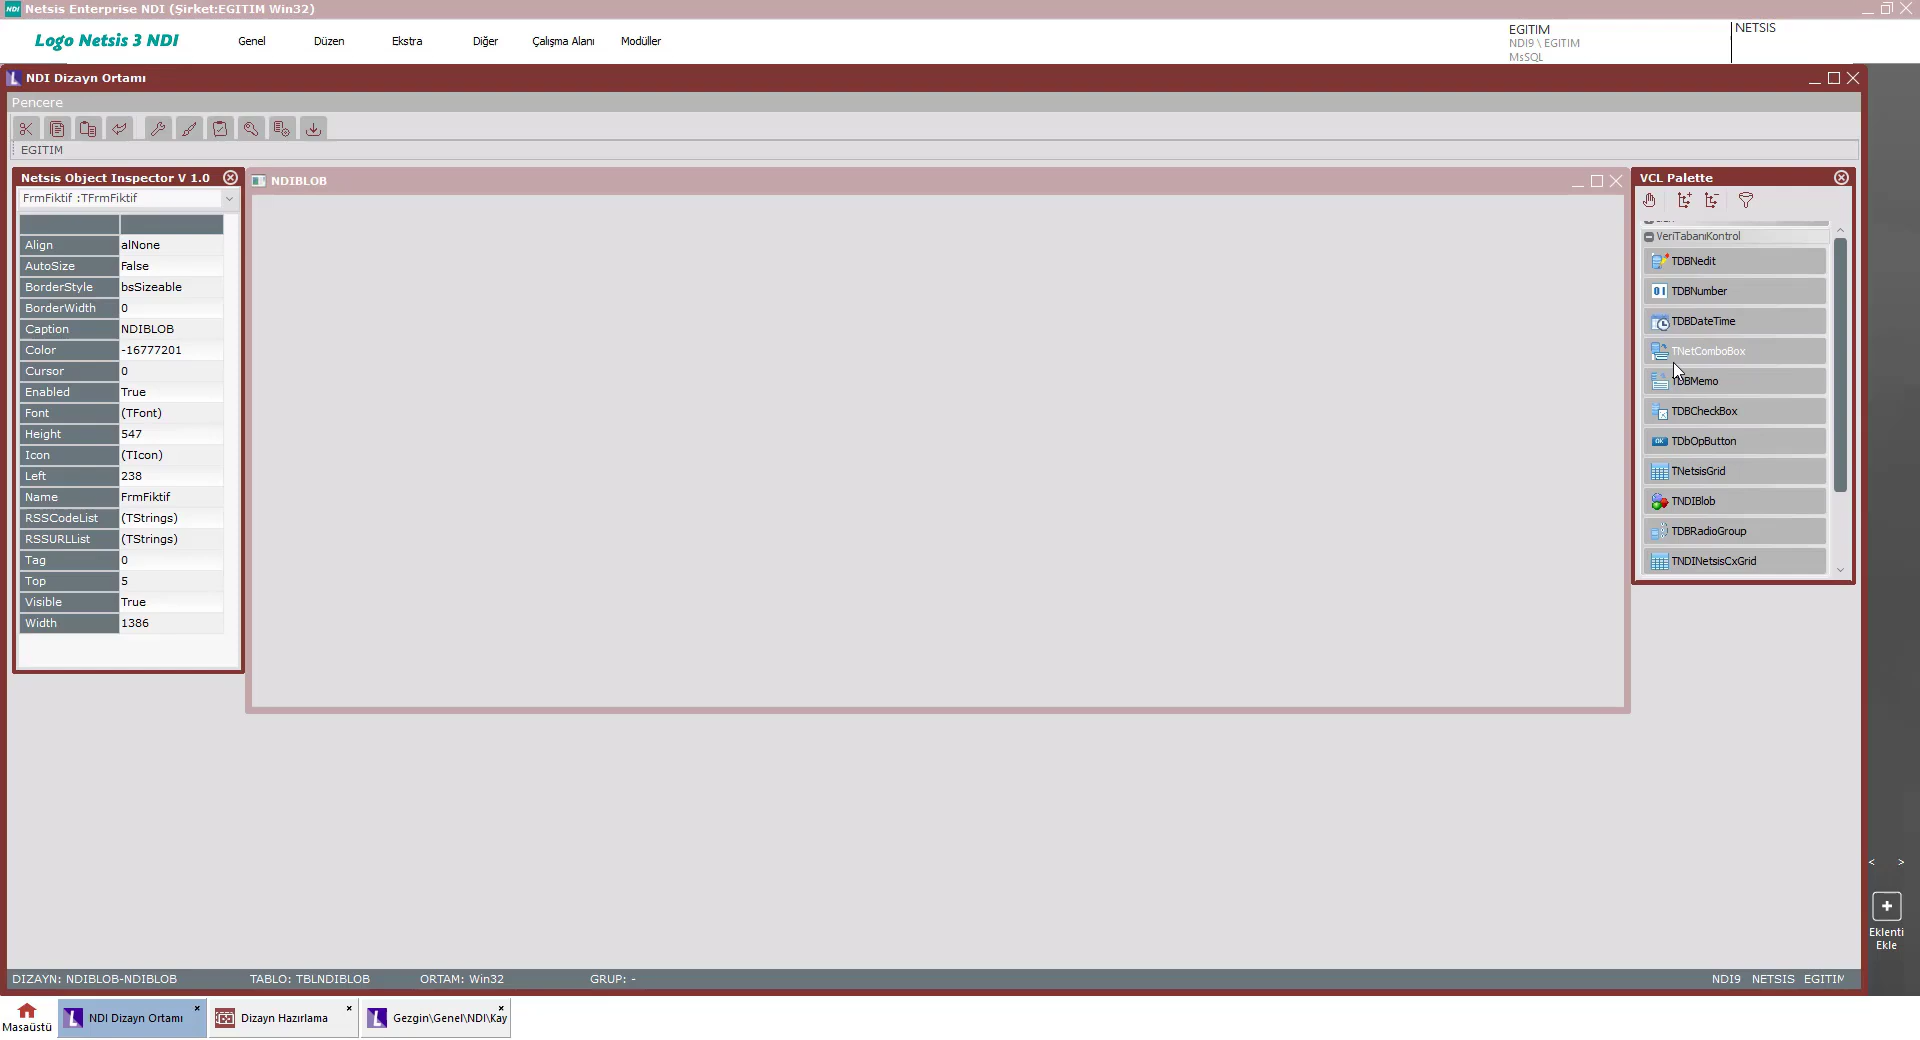 NDI Netsis Enterprise NDI (Şirket:EGITIM Win32)
Logo Netsis 3 NDI
Genel
Düzen
Ekstra
Diğer
Çalışma Alanı
Modüller
EGITIM
NDI9 \ EGITIM
MsSQL
NETSIS
NDI Dizayn Ortamı
Pencere
EGITIM
Netsis Object Inspector V 1.0
FrmFiktif :TFrmFiktif
Align alNone
AutoSize False
BorderStyle bsSizeable
BorderWidth 0
Caption NDIBLOB
Color -16777201
Cursor 0
Enabled True
Font (TFont)
Height 547
Icon (TIcon)
Left 238
Name FrmFiktif
RSSCodeList (TStrings)
RSSURLList (TStrings)
Tag 0
Top 5
Visible True
Width 1386
NDIBLOB
VCL Palette
VeriTabanıKontrol
TDBNedit
TDBNumber
TDBDateTime
TNetComboBox
TDBMemo
TDBCheckBox
TDbOpButton
TNetsisGrid
TNDIBlob
TDBRadioGroup
TNDINetsisCxGrid
< >
Eklenti
Ekle
DIZAYN: NDIBLOB-NDIBLOB
TABLO: TBLNDIBLOB
ORTAM: Win32
GRUP: -
NDI9 NETSIS EGITIM
Masaüstü
NDI Dizayn Ortamı
Dizayn Hazırlama
Gezgin\Genel\NDI\Kay